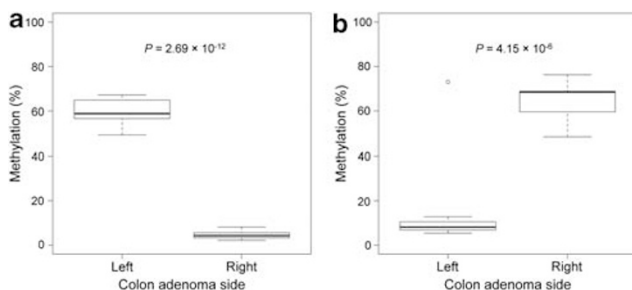 a
100
80
60
40
20
0
Methylation (%)
P = 2.69 × 10-12
Left
Right
Colon adenoma side
b
100
80
60
40
20
0
Methylation (%)
P = 4.15 × 10-6
Left
Right
Colon adenoma side